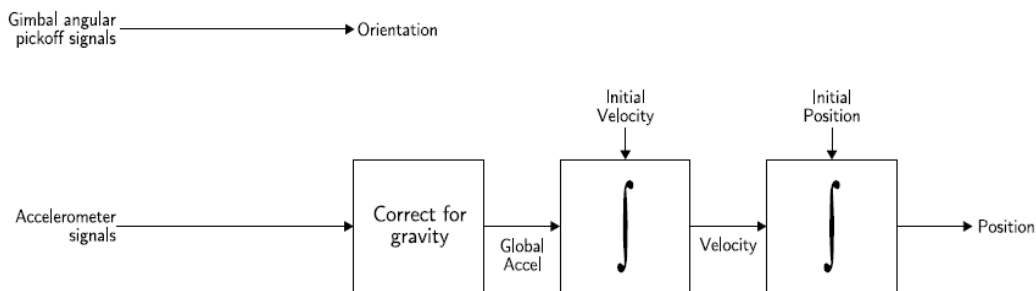 Gimbal angular
pickoff signals
Orientation
Initial
Velocity
Initial
Position
Accelerometer
signals
Correct for
gravity
Global
Accel
∫
Velocity
∫
Position